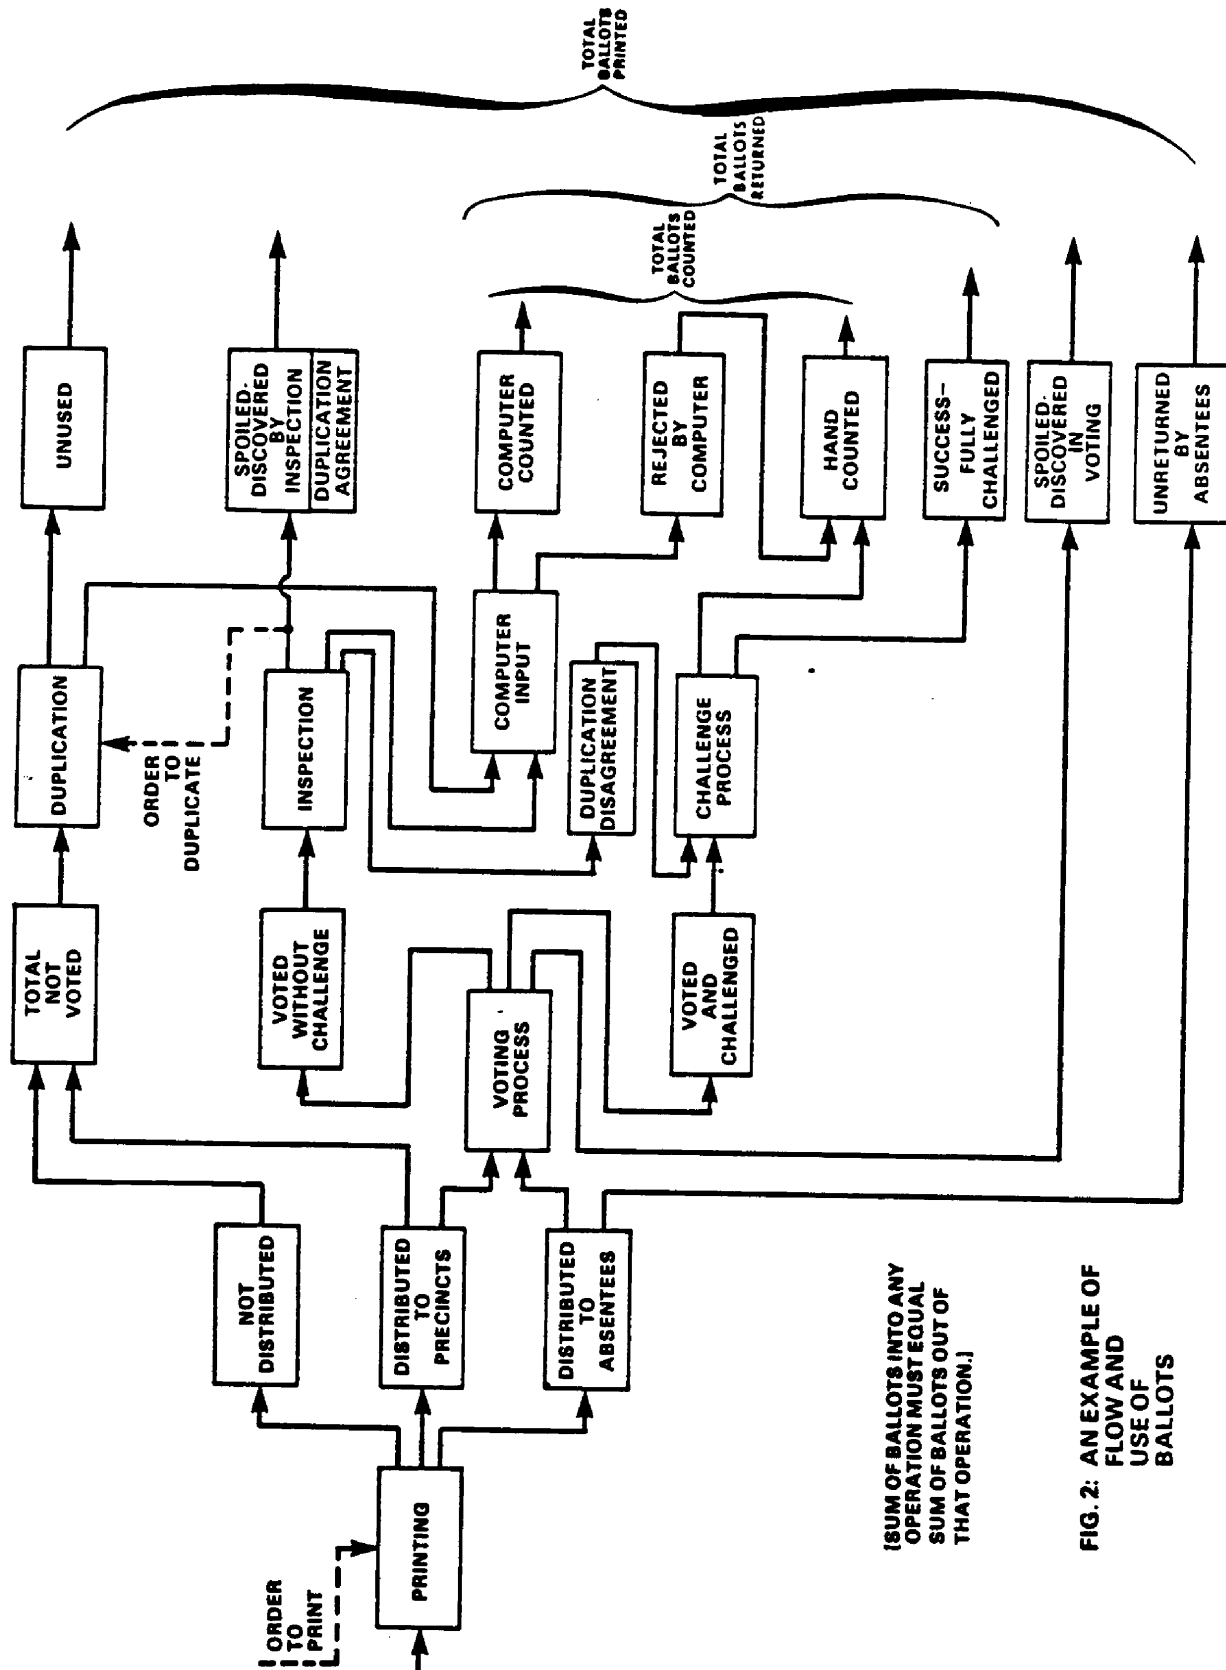 ORDER
TO
PRINT
PRINTING
NOT
DISTRIBUTED
DISTRIBUTED
TO
PRECINCTS
DISTRIBUTED
TO
ABSENTEES
TOTAL
NOT
VOTED
VOTED
WITHOUT
CHALLENGE
VOTING
PROCESS
VOTED
AND
CHALLENGED
DUPLICATION
ORDER
TO
DUPLICATE
INSPECTION
COMPUTER
INPUT
DUPLICATION
DISAGREEMENT
CHALLENGE
PROCESS
UNUSED
SPOILED-
DISCOVERED
BY
INSPECTION
DUPLICATION
AGREEMENT
COMPUTER
COUNTED
REJECTED
BY
COMPUTER
HAND
COUNTED
SUCCESS-
FULLY
CHALLENGED
SPOILED-
DISCOVERED
IN
VOTING
UNRETURNED
BY
ABSENTEES
TOTAL
BALLOTS
COUNTED
TOTAL
BALLOTS
RETURNED
TOTAL
BALLOTS
PRINTED
(SUM OF BALLOTS INTO ANY
OPERATION MUST EQUAL
SUM OF BALLOTS OUT OF
THAT OPERATION.)
FIG. 2: AN EXAMPLE OF
FLOW AND
USE OF
BALLOTS